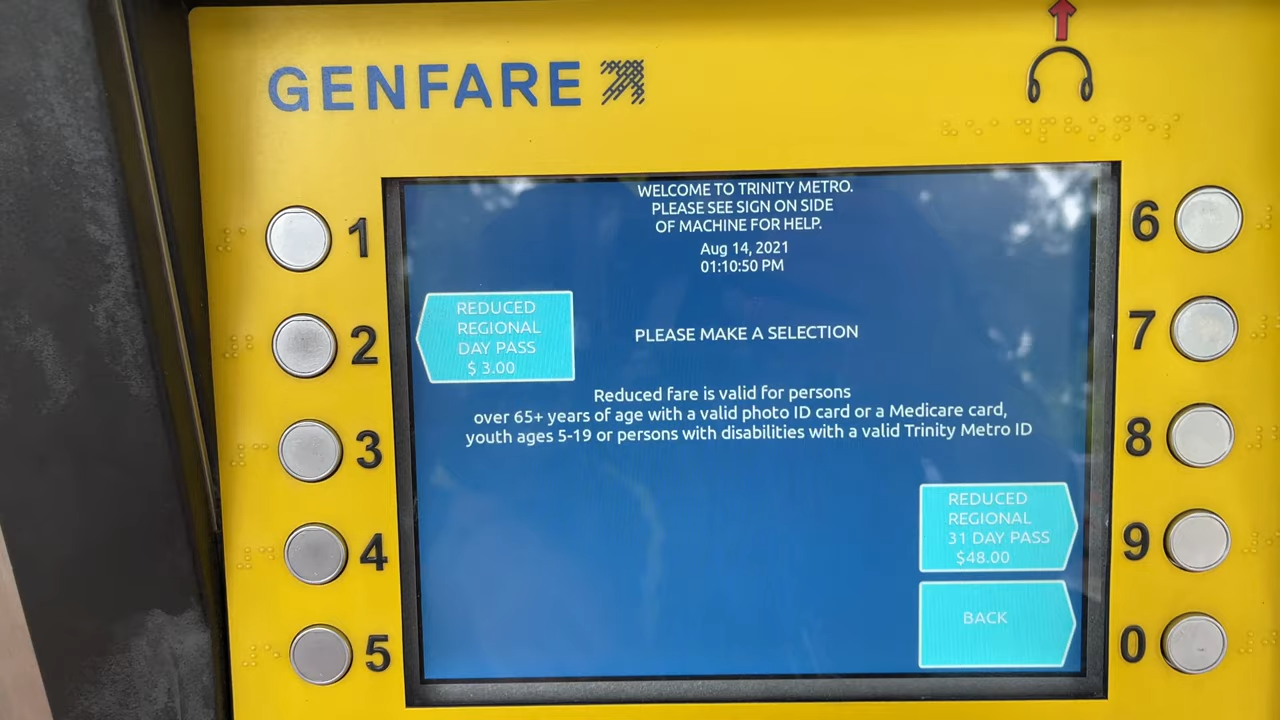 GENFARE
WELCOME TO TRINITY METRO.
PLEASE SEE SIGN ON SIDE
OF MACHINE FOR HELP.
Aug 14, 2021
01:10:50 PM
REDUCED
REGIONAL
DAY PASS
$ 3.00
PLEASE MAKE A SELECTION
Reduced fare is valid for persons
over 65+ years of age with a valid photo ID card or a Medicare card,
youth ages 5-19 or persons with disabilities with a valid Trinity Metro ID
REDUCED
REGIONAL
31 DAY PASS
$48.00
BACK
1
2
3
4
5
6
7
8
9
0